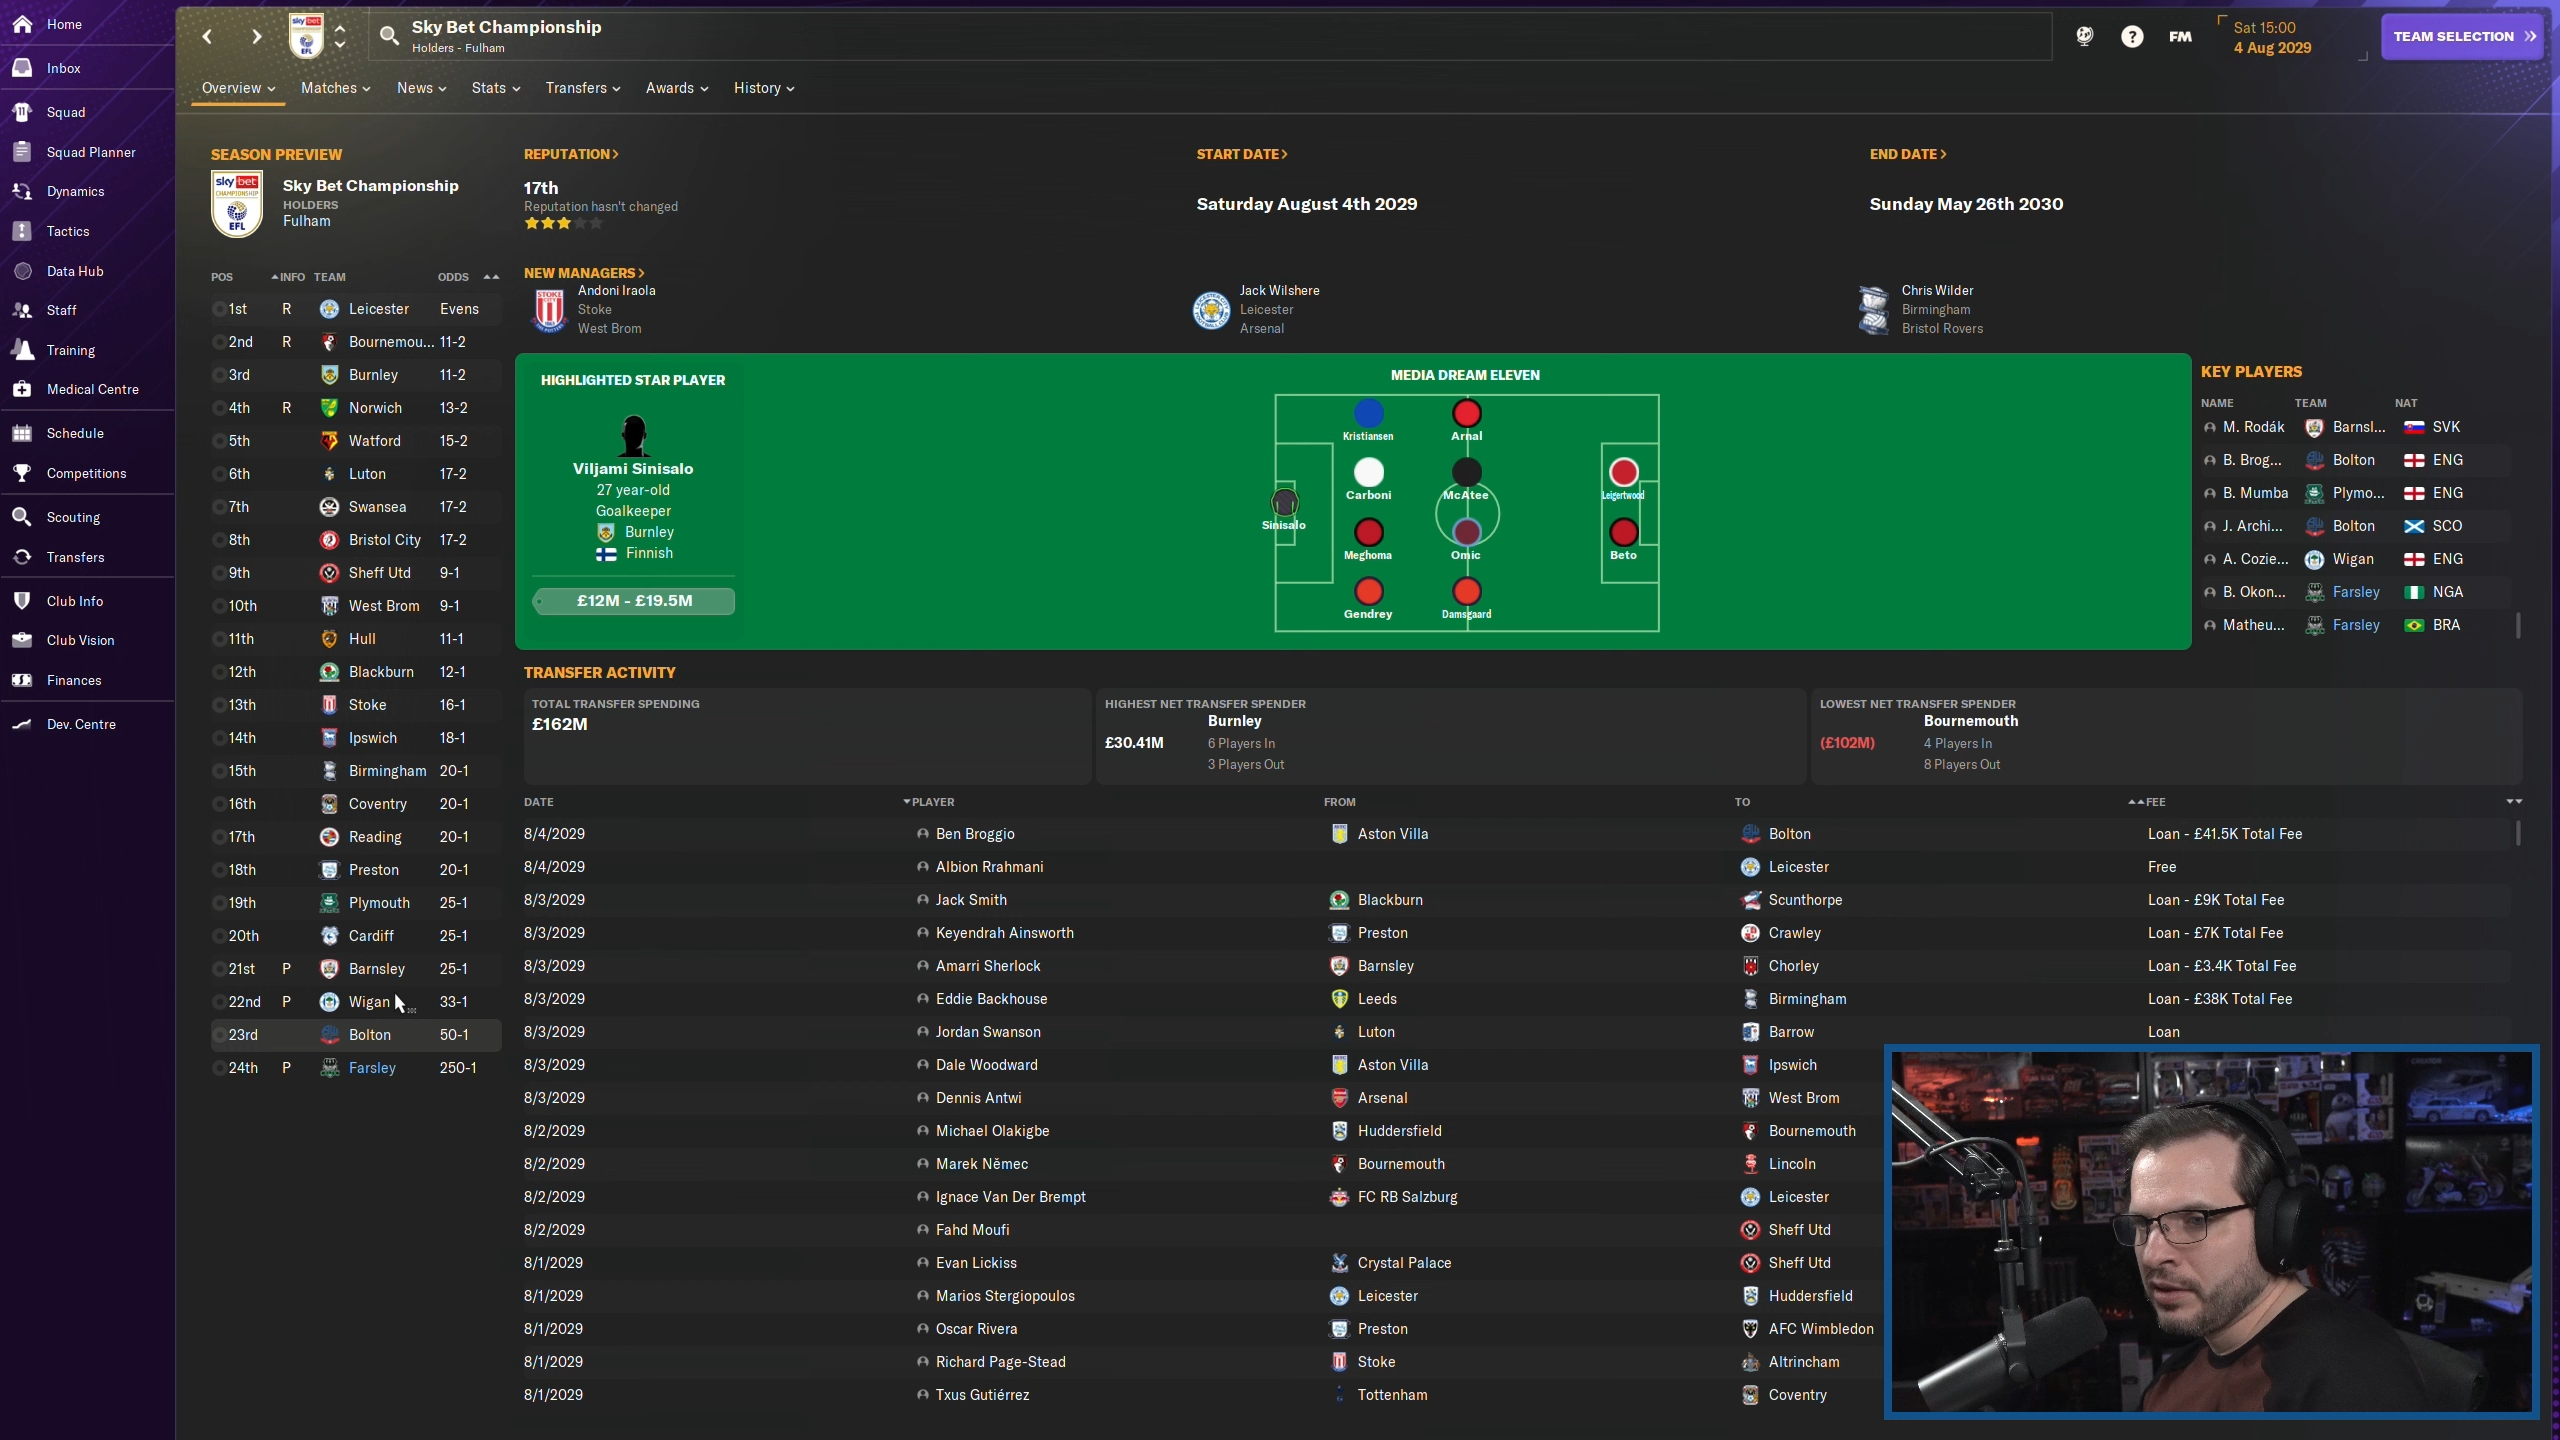 Home
Inbox
Squad
Squad Planner
Dynamics
Tactics
Data Hub
Staff
Training
Medical Centre
Schedule
Competitions
Scouting
Transfers
Club Info
Club Vision
Finances
Dev. Centre
Sky Bet Championship
Holders - Fulham
FM
Sat 15:00
4 Aug 2029
TEAM SELECTION
Overview Matches News Stats Transfers Awards History
SEASON PREVIEW
Sky Bet Championship
HOLDERS
Fulham
POS INFO TEAM ODDS
1st R Leicester Evens
2nd R Bournemou... 11-2
3rd Burnley 11-2
4th R Norwich 13-2
5th Watford 15-2
6th Luton 17-2
7th Swansea 17-2
8th Bristol City 17-2
9th Sheff Utd 9-1
10th West Brom 9-1
11th Hull 11-1
12th Blackburn 12-1
13th Stoke 16-1
14th Ipswich 18-1
15th Birmingham 20-1
16th Coventry 20-1
17th Reading 20-1
18th Preston 20-1
19th Plymouth 25-1
20th Cardiff 25-1
21st P Barnsley 25-1
22nd P Wigan 33-1
23rd Bolton 50-1
24th P Farsley 250-1
REPUTATION
17th
Reputation hasn't changed
START DATE
Saturday August 4th 2029
END DATE
Sunday May 26th 2030
NEW MANAGERS
Andoni Iraola
Stoke
West Brom
Jack Wilshere
Leicester
Arsenal
Chris Wilder
Birmingham
Bristol Rovers
HIGHLIGHTED STAR PLAYER
Viljami Sinisalo
27 year-old
Goalkeeper
Burnley
Finnish
£12M - £19.5M
MEDIA DREAM ELEVEN
Kristiansen Arnal
Carboni McAtee Leigertwood
Sinisalo
Meghoma Omic Beto
Gendrey Damsgaard
KEY PLAYERS
NAME TEAM NAT
M. Rodák Barnsl... SVK
B. Brog... Bolton ENG
B. Mumba Plymo... ENG
J. Archi... Bolton SCO
A. Cozie... Wigan ENG
B. Okon... Farsley NGA
Matheu... Farsley BRA
TRANSFER ACTIVITY
TOTAL TRANSFER SPENDING
£162M
HIGHEST NET TRANSFER SPENDER
Burnley
£30.41M
6 Players In
3 Players Out
LOWEST NET TRANSFER SPENDER
Bournemouth
(£102M)
4 Players In
8 Players Out
DATE PLAYER FROM TO FEE
8/4/2029 Ben Broggio Aston Villa Bolton Loan - £41.5K Total Fee
8/4/2029 Albion Rrahmani Leicester Free
8/3/2029 Jack Smith Blackburn Scunthorpe Loan - £9K Total Fee
8/3/2029 Keyendrah Ainsworth Preston Crawley Loan - £7K Total Fee
8/3/2029 Amarri Sherlock Barnsley Chorley Loan - £3.4K Total Fee
8/3/2029 Eddie Backhouse Leeds Birmingham Loan - £38K Total Fee
8/3/2029 Jordan Swanson Luton Barrow Loan
8/3/2029 Dale Woodward Aston Villa Ipswich
8/3/2029 Dennis Antwi Arsenal West Brom
8/2/2029 Michael Olakigbe Huddersfield Bournemouth
8/2/2029 Marek Němec Bournemouth Lincoln
8/2/2029 Ignace Van Der Brempt FC RB Salzburg Leicester
8/2/2029 Fahd Moufi Sheff Utd
8/1/2029 Evan Lickiss Crystal Palace Sheff Utd
8/1/2029 Marios Stergiopoulos Leicester Huddersfield
8/1/2029 Oscar Rivera Preston AFC Wimbledon
8/1/2029 Richard Page-Stead Stoke Altrincham
8/1/2029 Txus Gutiérrez Tottenham Coventry